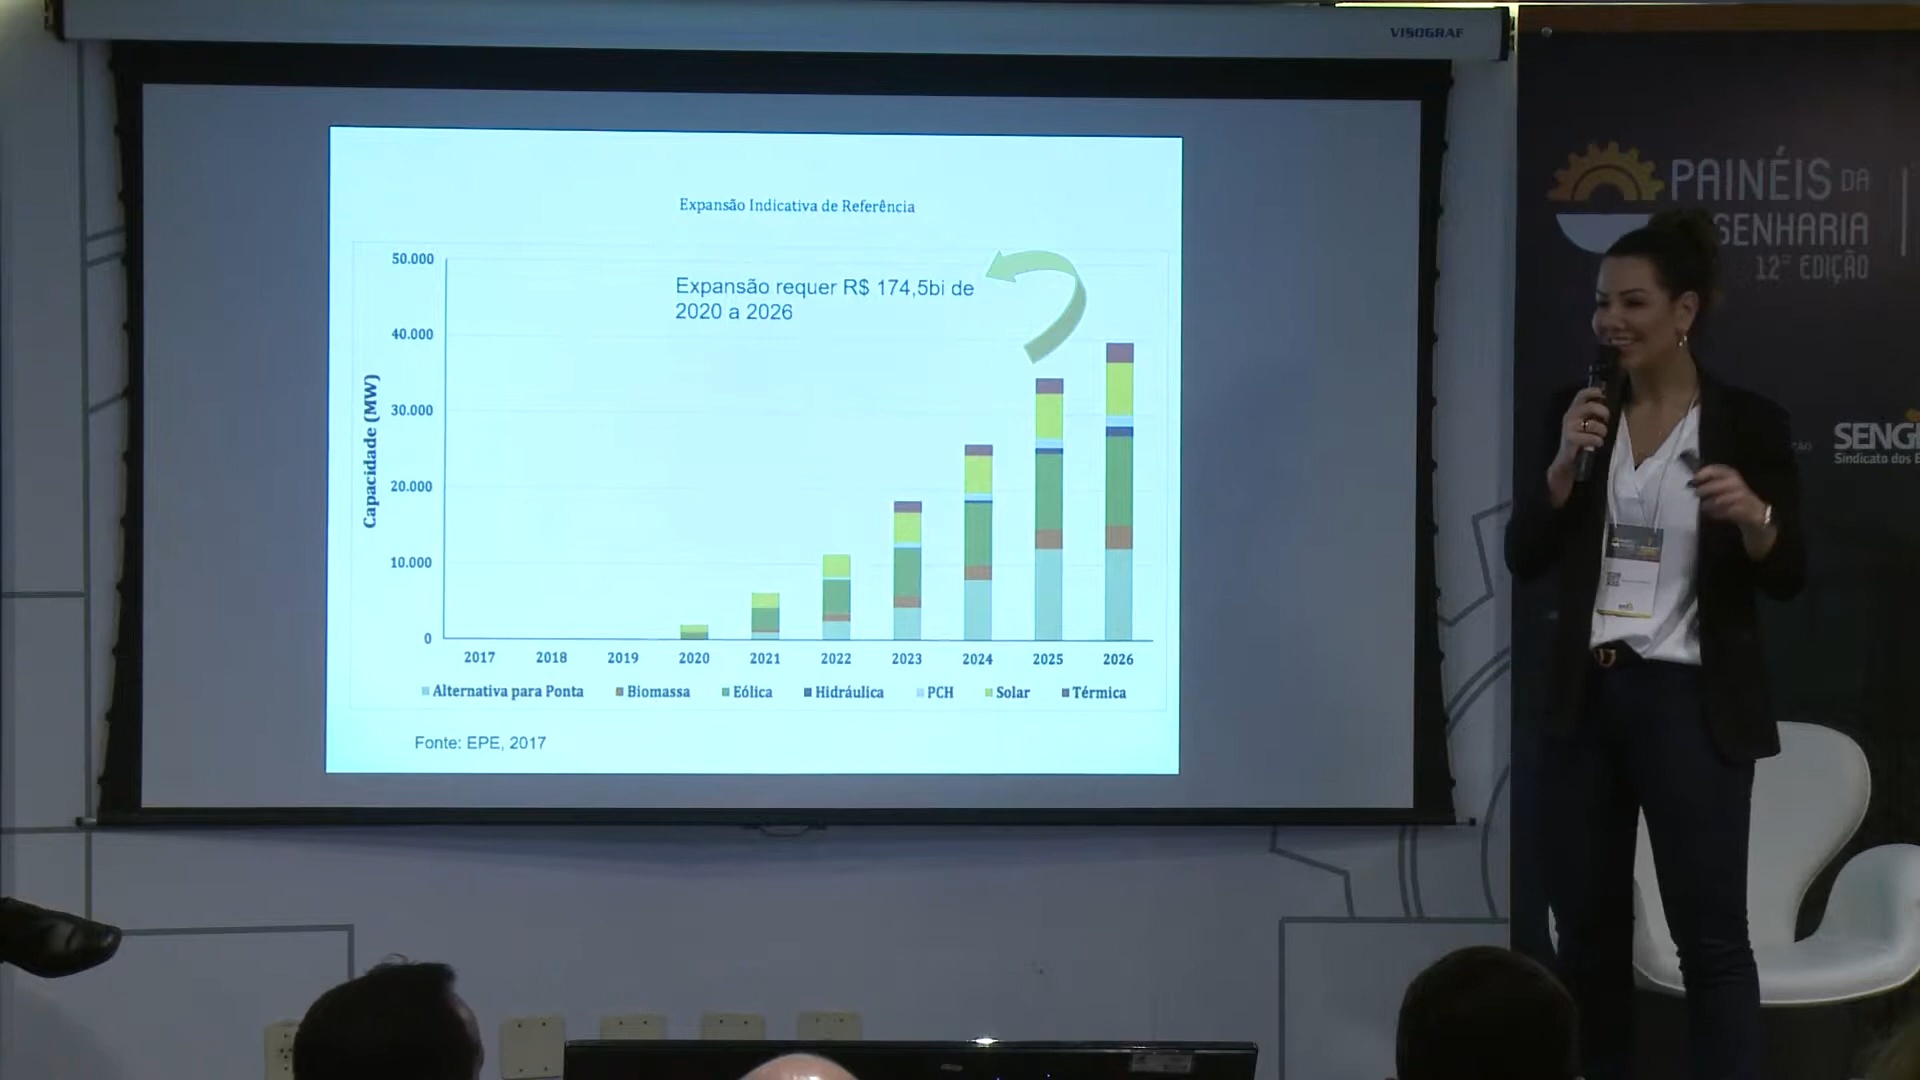 VISOGRAF
Expansão Indicativa de Referência
50.000
40.000
30.000
20.000
10.000
0
Capacidade (MW)
Expansão requer R$ 174,5bi de
2020 a 2026
2017 2018 2019 2020 2021 2022 2023 2024 2025 2026
Alternativa para Ponta Biomassa Eólica Hidráulica PCH Solar Térmica
Fonte: EPE, 2017
PAINÉIS DA
12ª EDIÇÃO
Sindicato dos